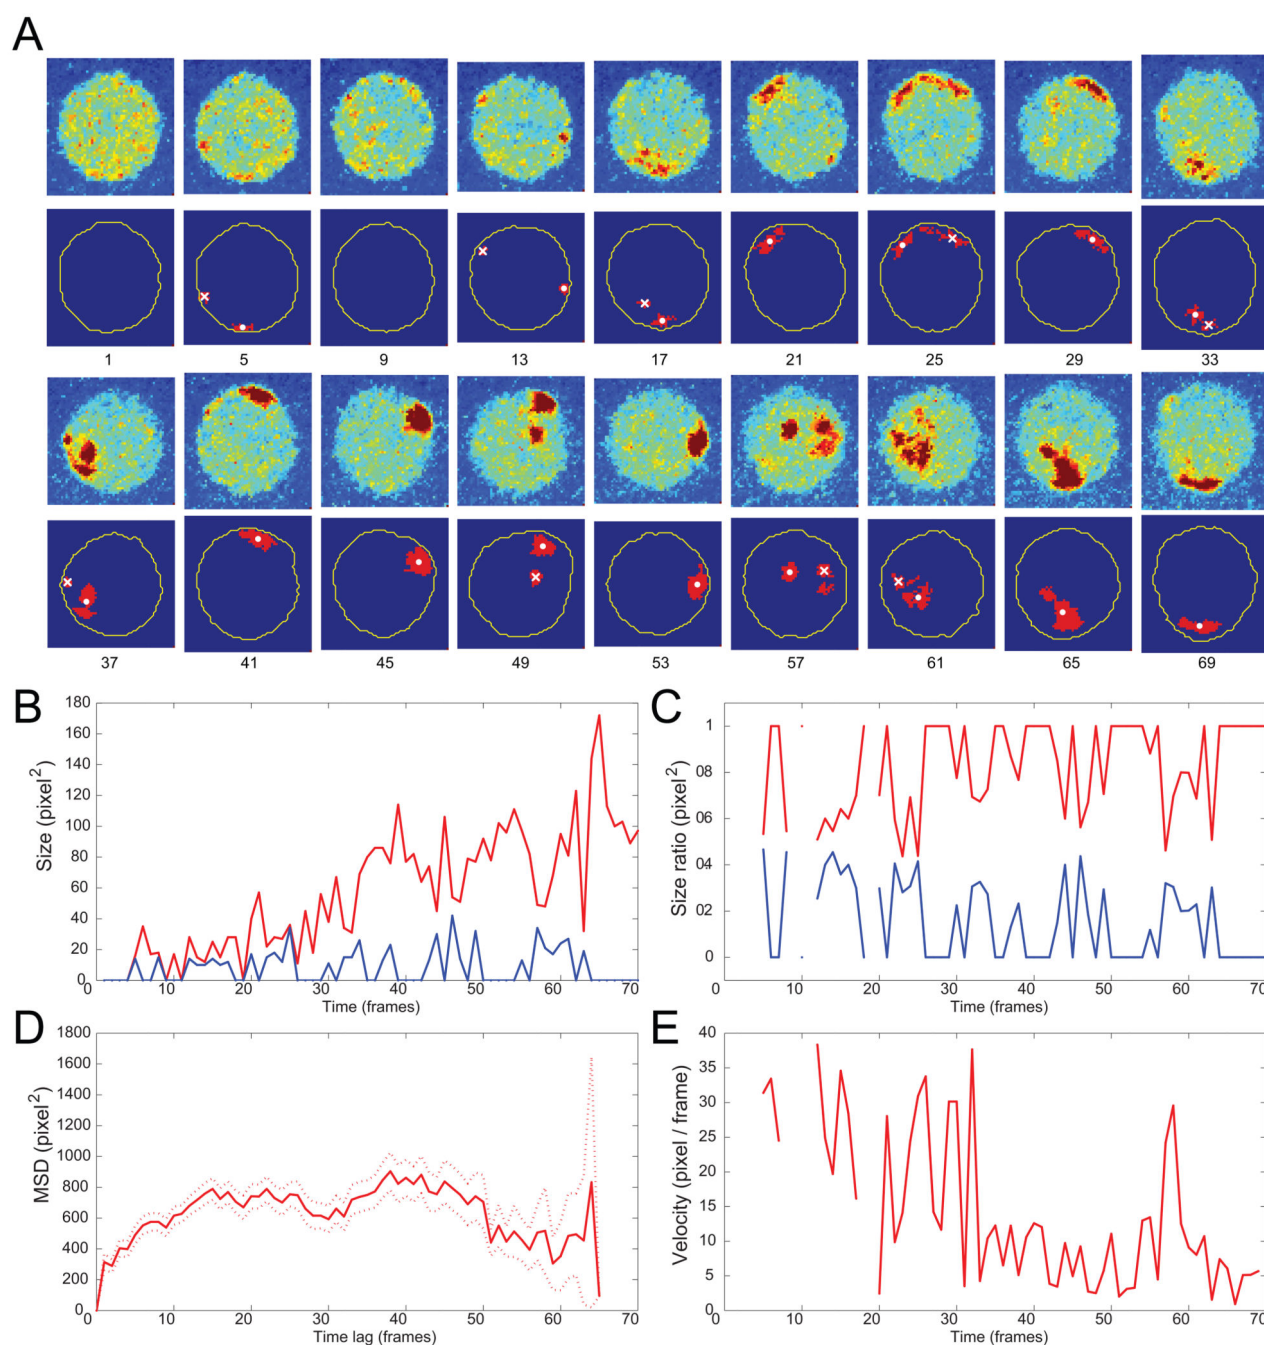 A
1 5 9 13 17 21 25 29 33
37 41 45 49 53 57 61 65 69
B
180
160
140
120
100
80
60
40
20
0
0 10 20 30 40 50 60 70
Size (pixel2)
Time (frames)
C
1
08
06
04
02
0
0 10 20 30 40 50 60 70
Size ratio (pixel2)
Time (frames)
D
1800
1600
1400
1200
1000
800
600
400
200
0
0 10 20 30 40 50 60 70
MSD (pixel2)
Time lag (frames)
E
40
35
30
25
20
15
10
5
0
0 10 20 30 40 50 60 70
Velocity (pixel / frame)
Time (frames)